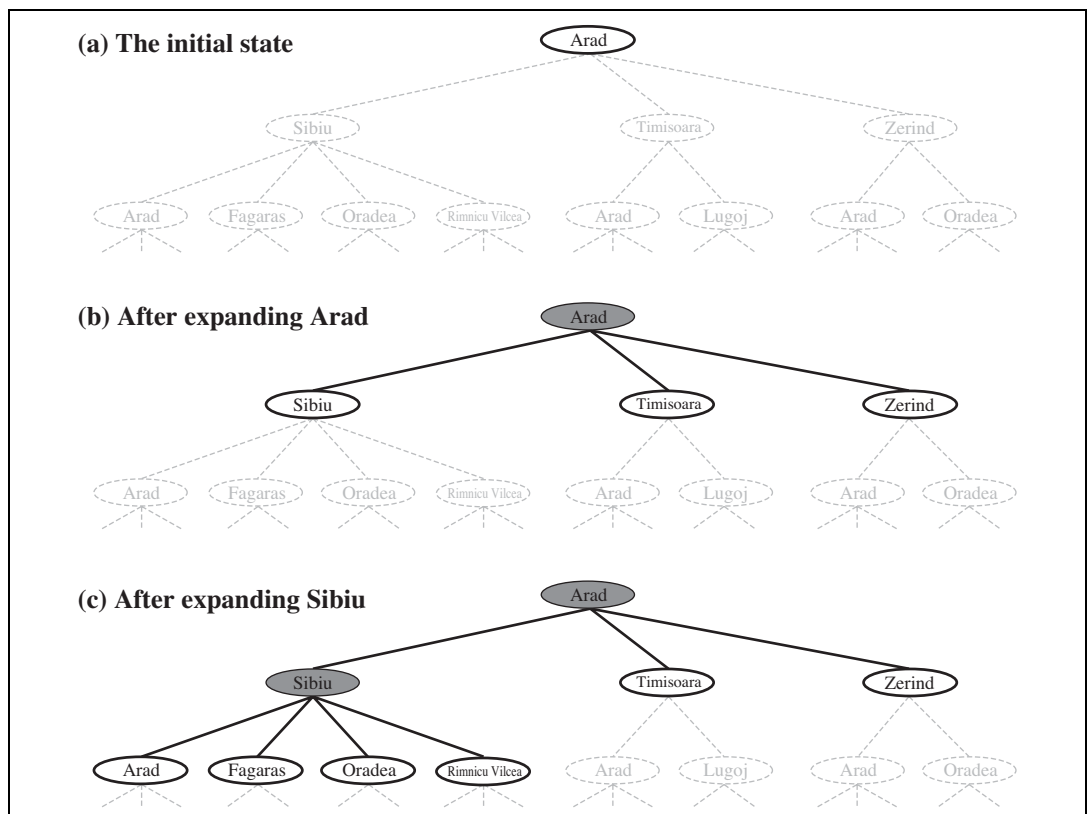 (a) The initial state
Arad
Sibiu Timisoara Zerind
Arad Fagaras Oradea Rimnicu Vilcea Arad Lugoj Arad Oradea
(b) After expanding Arad
Arad
Sibiu Timisoara Zerind
Arad Fagaras Oradea Rimnicu Vilcea Arad Lugoj Arad Oradea
(c) After expanding Sibiu
Arad
Sibiu Timisoara Zerind
Arad Fagaras Oradea Rimnicu Vilcea Arad Lugoj Arad Oradea